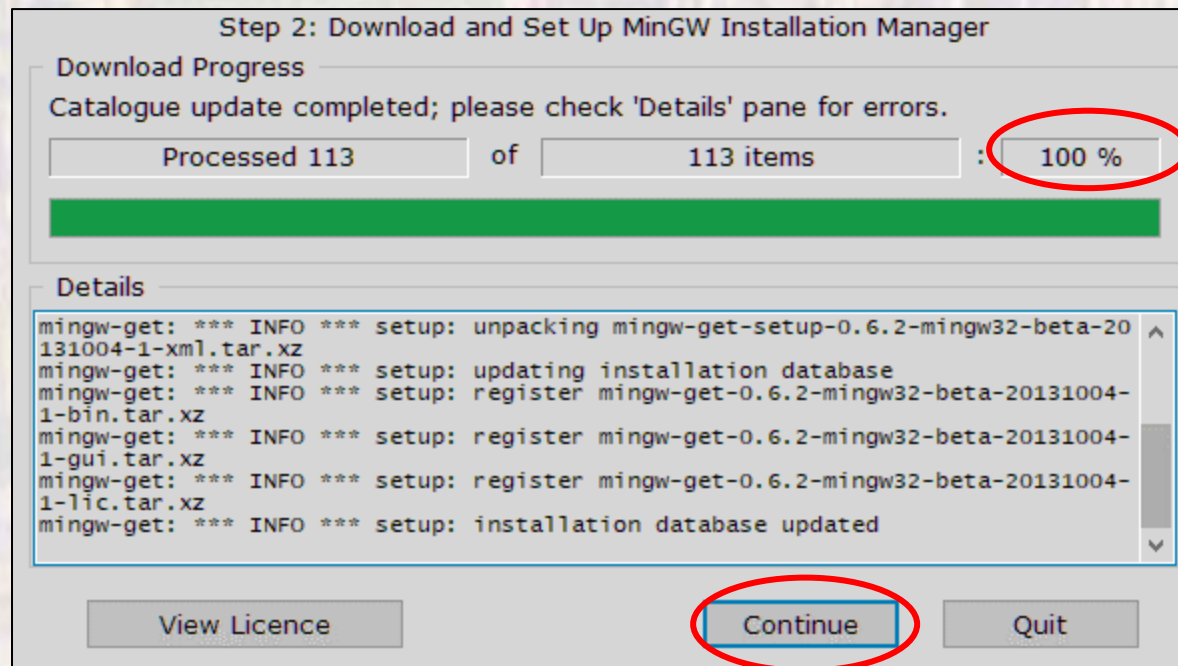 Step 2: Download and Set Up MinGW Installation Manager
Download Progress
Catalogue update completed; please check 'Details' pane for errors.
Processed 113 of 113 items : 100 %
Details
mingw-get: *** INFO *** setup: unpacking mingw-get-setup-0.6.2-mingw32-beta-20
131004-1-xml.tar.xz
mingw-get: *** INFO *** setup: updating installation database
mingw-get: *** INFO *** setup: register mingw-get-0.6.2-mingw32-beta-20131004-
1-bin.tar.xz
mingw-get: *** INFO *** setup: register mingw-get-0.6.2-mingw32-beta-20131004-
1-gui.tar.xz
mingw-get: *** INFO *** setup: register mingw-get-0.6.2-mingw32-beta-20131004-
1-lic.tar.xz
mingw-get: *** INFO *** setup: installation database updated
View Licence Continue Quit